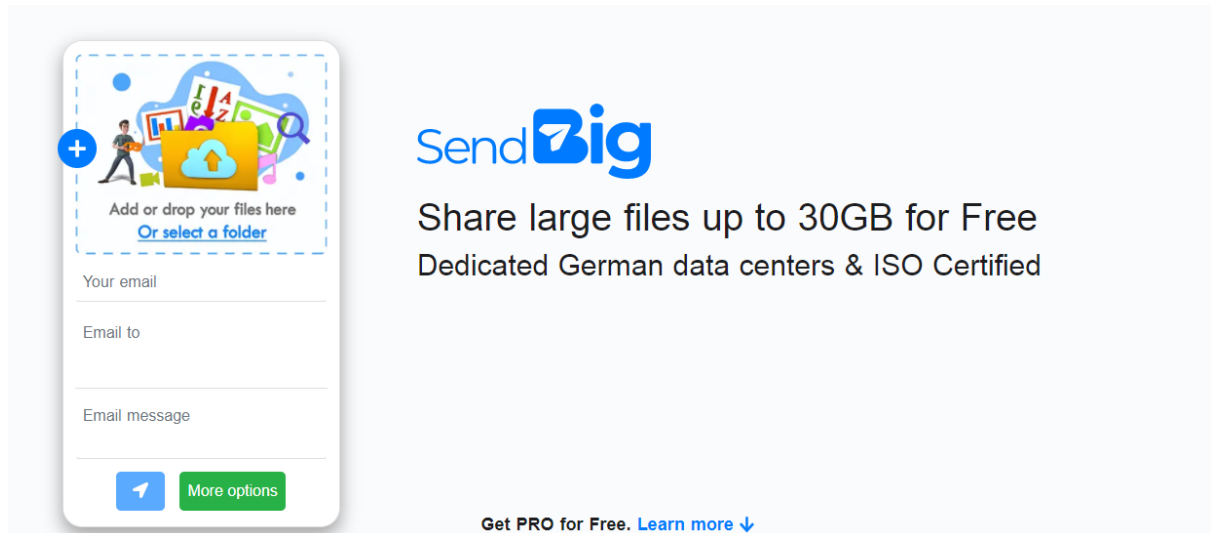 Add or drop your files here
Or select a folder
Your email
Email to
Email message
More options
SendBig
Share large files up to 30GB for Free
Dedicated German data centers & ISO Certified
Get PRO for Free. Learn more